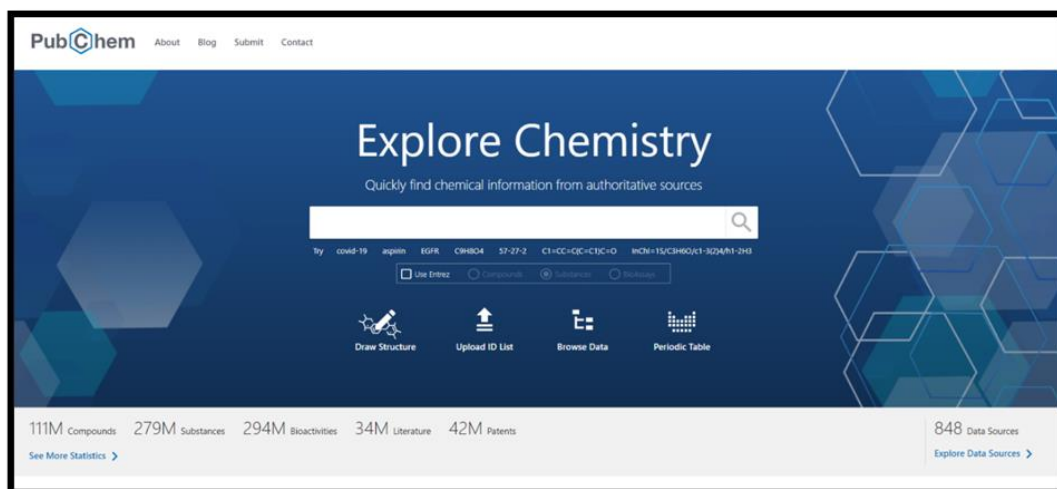 PubChem About Blog Submit Contact
Explore Chemistry
Quickly find chemical information from authoritative sources
Try covid-19 aspirin EGFR C9H8O4 57-27-2 C1=CC=C(C=C1)C=O InChI=1S/C3H6O/c1-3(2)4/h1-2H3
Use Entrez Compounds Substances BioAssays
Draw Structure Upload ID List Browse Data Periodic Table
111M Compounds 279M Substances 294M Bioactivities 34M Literature 42M Patents 848 Data Sources
See More Statistics Explore Data Sources